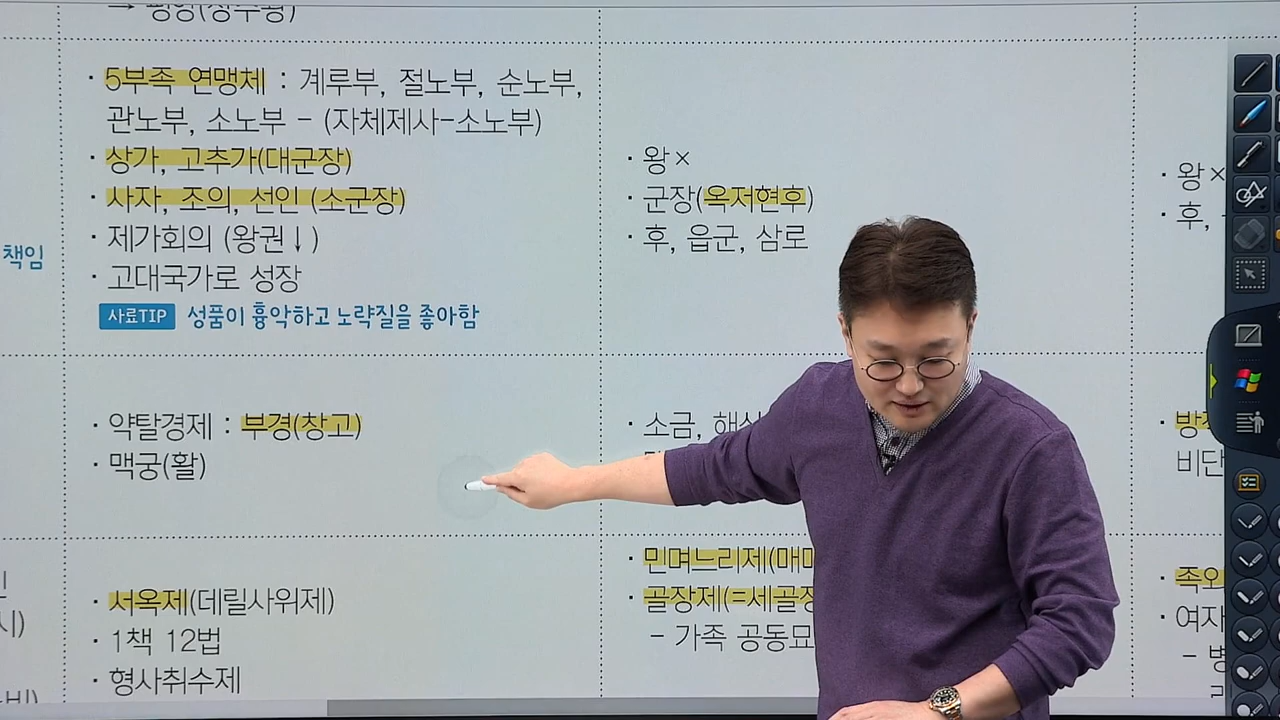 → 평양(장수왕)
· 5부족 연맹체 : 계루부, 절노부, 순노부,
관노부, 소노부 - (자체제사-소노부)
· 상가, 고추가(대군장)
· 사자, 조의, 선인 (소군장)
· 제가회의 (왕권↓)
· 고대국가로 성장
사료TIP 성품이 흉악하고 노략질을 좋아함
책임
· 왕×
· 군장(옥저현후)
· 후, 읍군, 삼로
· 왕×
· 후,
· 약탈경제 : 부경(창고)
· 맥궁(활)
· 소금, 해산
비단
· 서옥제(데릴사위제)
· 1책 12법
· 형사취수제
· 민며느리제(매매
· 골장제(=세골장
- 가족 공동묘
· 족외
여자